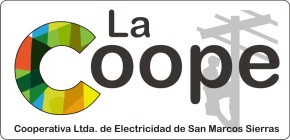 La
Coope
Cooperativa Ltda. de Electricidad de San Marcos Sierras